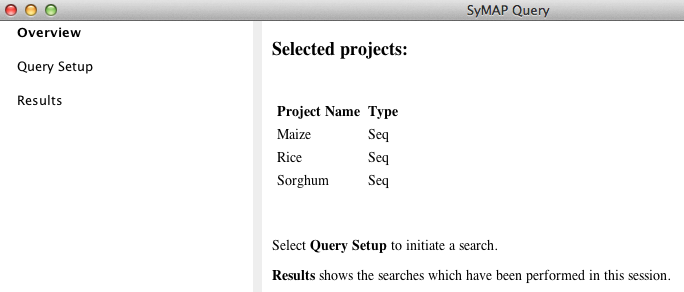 SyMAP Query
Overview
Query Setup
Results
Selected projects:
Project Name Type
Maize Seq
Rice Seq
Sorghum Seq
Select Query Setup to initiate a search.
Results shows the searches which have been performed in this session.